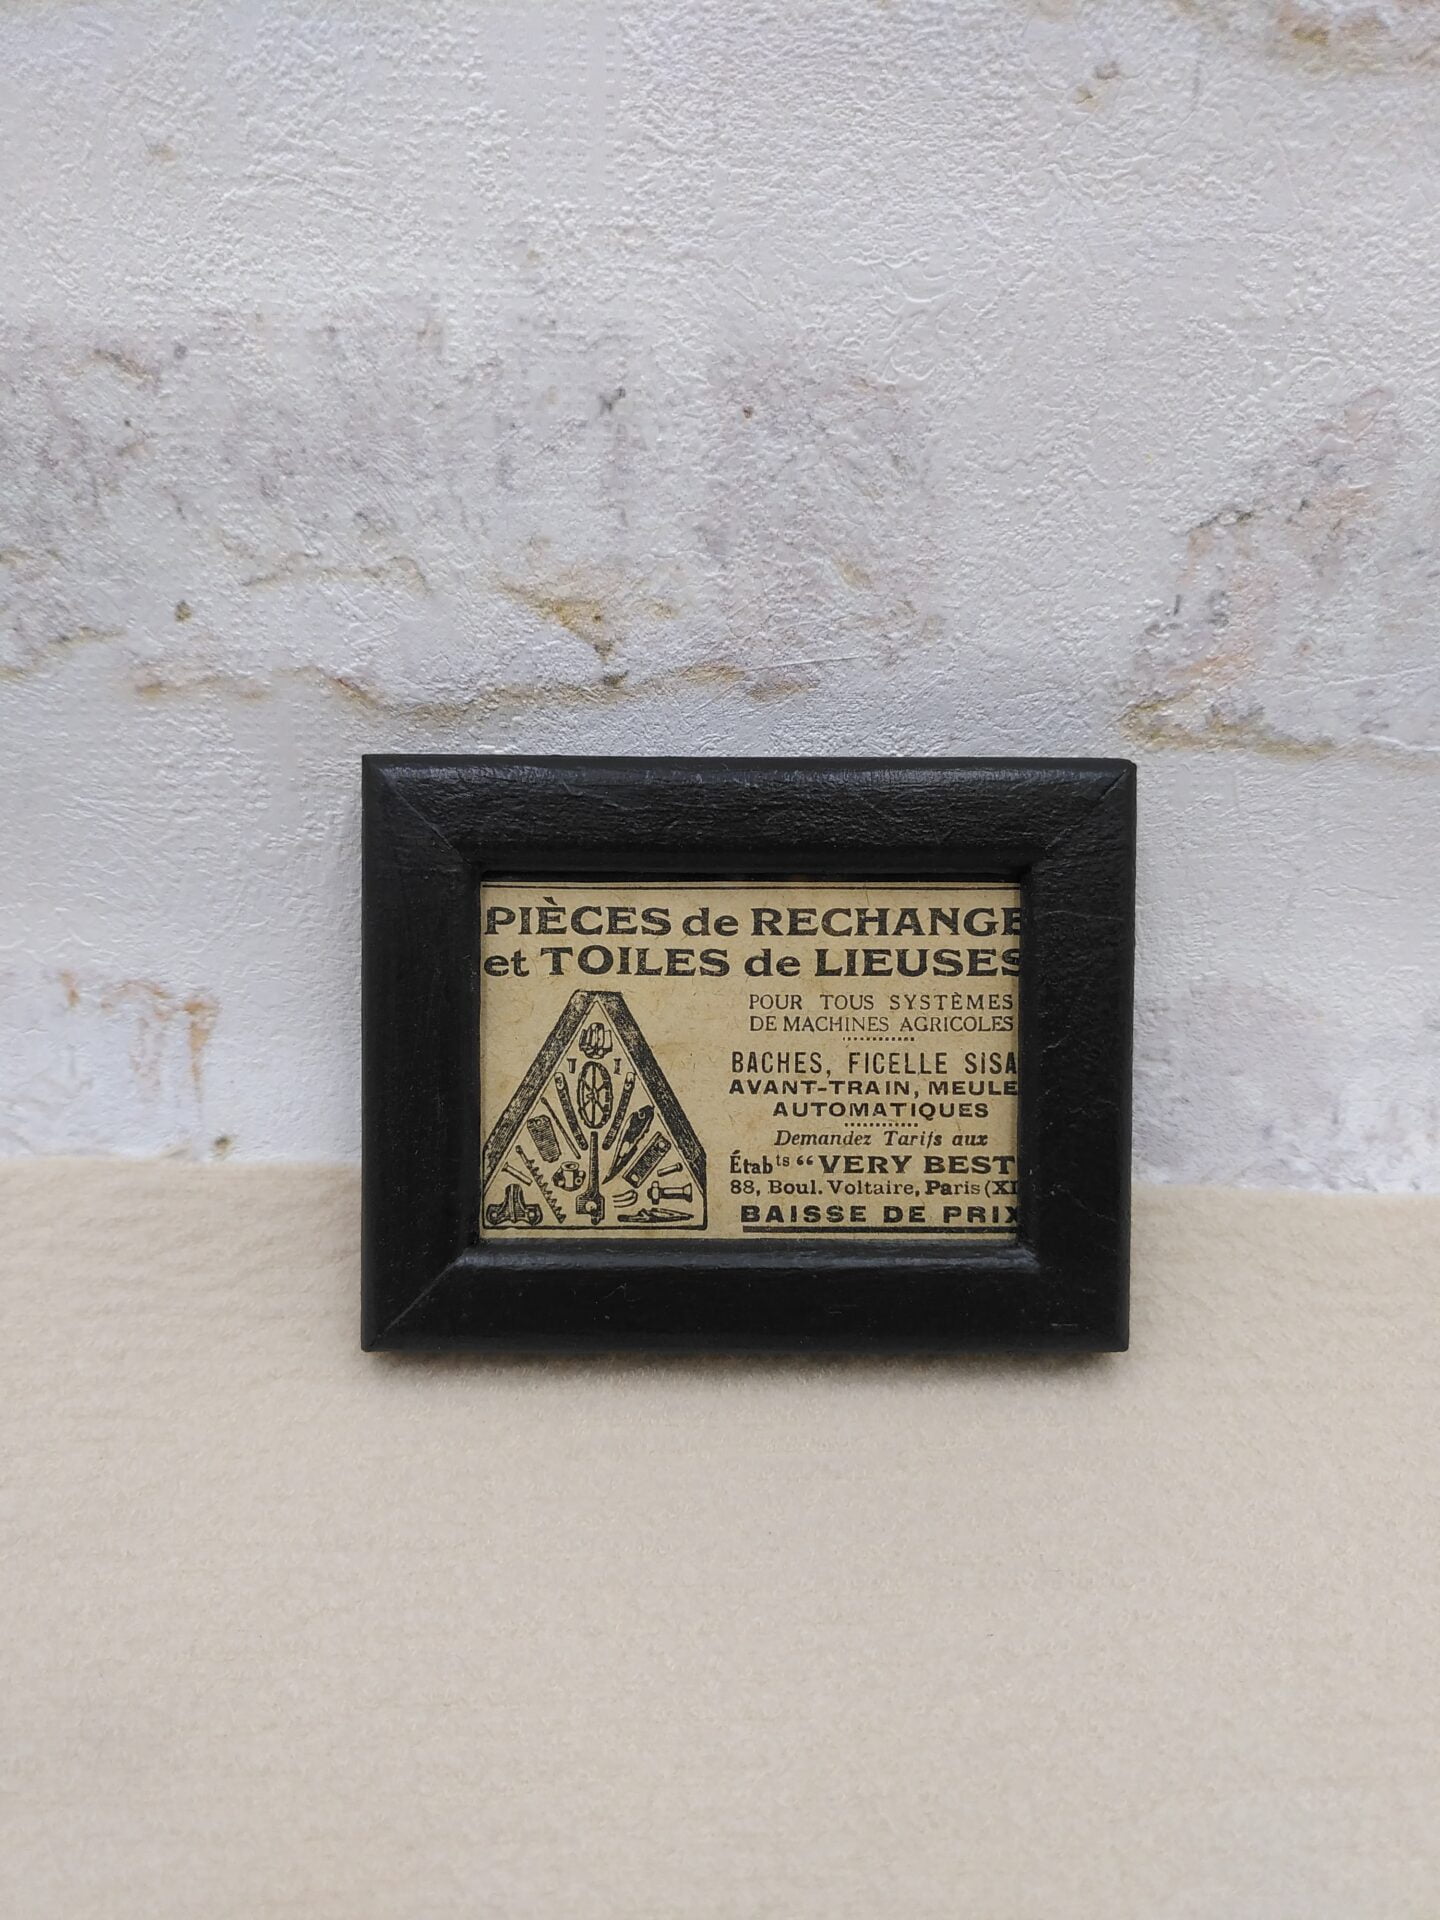 PIÈCES de RECHANGE
et TOILES de LIEUSES
POUR TOUS SYSTÈMES
DE MACHINES AGRICOLES
BACHES, FICELLE SISA
AVANT-TRAIN, MEULE
AUTOMATIQUES
Demandez Tarifs aux
Étabts “VERY BEST
88, Boul. Voltaire, Paris (XI
BAISSE DE PRIX